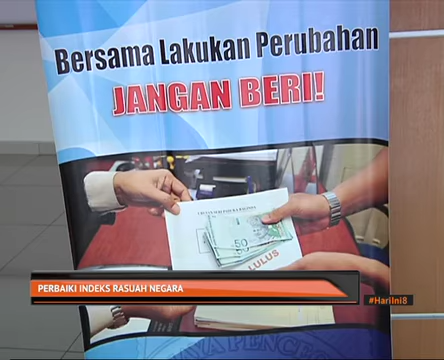 Bersama Lakukan Perubahan
JANGAN BERI!
50
LULUS
PERBAIKI INDEKS RASUAH NEGARA
#HariIni8